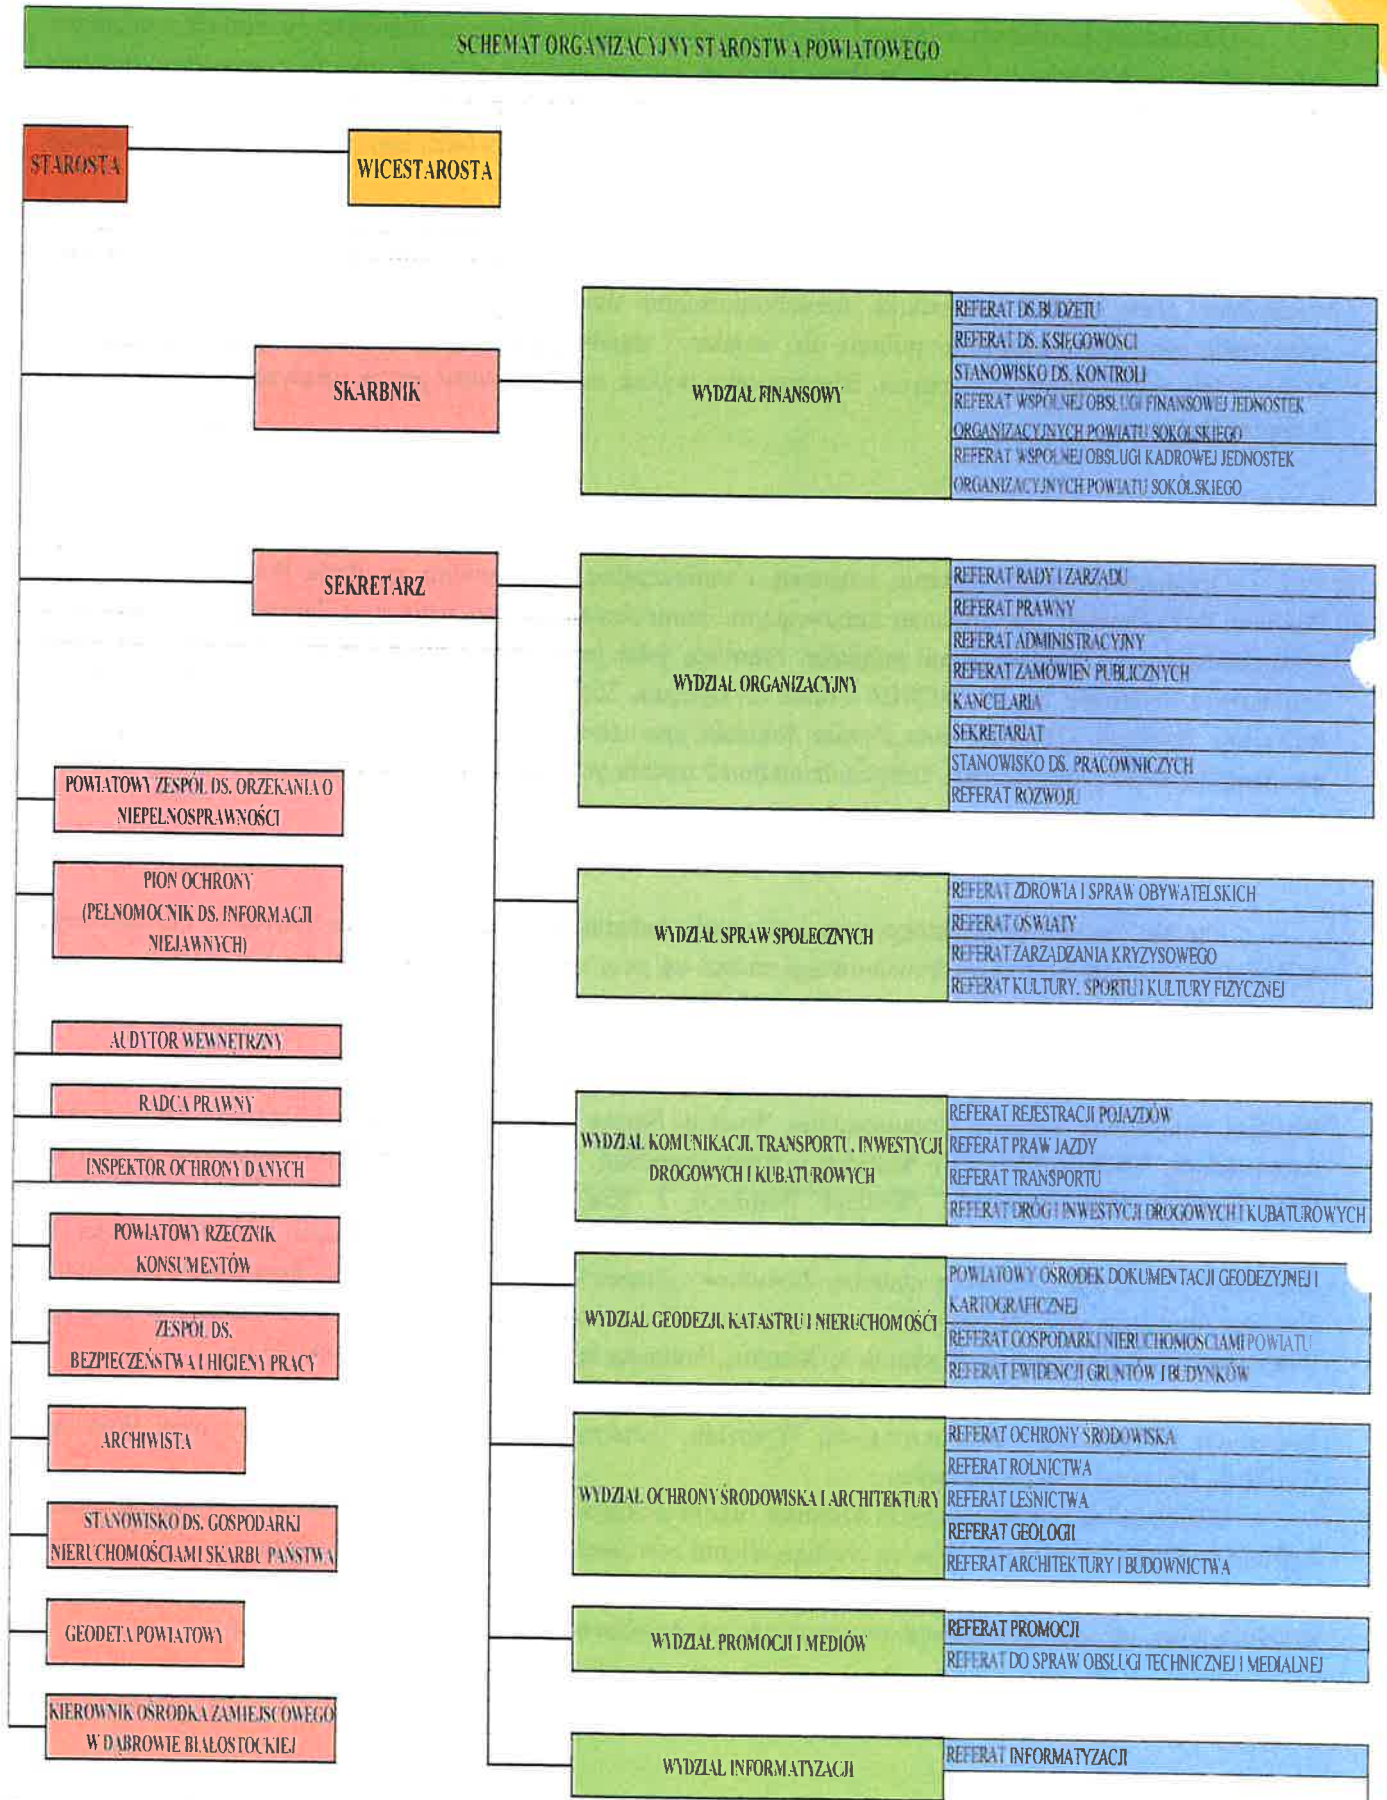 SCHEMAT ORGANIZACYJNY STAROSTWA POWIATOWEGO
STAROSTA
WICESTAROSTA
SKARBNIK
WYDZIAŁ FINANSOWY
REFERAT DS.BUDŻETU
REFERAT DS. KSIĘGOWOŚCI
STANOWISKO DS. KONTROLI
REFERAT WSPÓLNEJ OBSŁUGI FINANSOWEJ JEDNOSTEK
ORGANIZACYJNYCH POWIATU SOKÓLSKIEGO
REFERAT WSPÓLNEJ OBSŁUGI KADROWEJ JEDNOSTEK
ORGANIZACYJNYCH POWIATU SOKÓLSKIEGO
SEKRETARZ
WYDZIAŁ ORGANIZACYJNY
REFERAT RADY I ZARZĄDU
REFERAT PRAWNY
REFERAT ADMINISTRACYJNY
REFERAT ZAMÓWIEŃ PUBLICZNYCH
KANCELARIA
SEKRETARIAT
STANOWISKO DS. PRACOWNICZYCH
REFERAT ROZWOJU
POWIATOWY ZESPÓŁ DS. ORZEKANIA O
NIEPEŁNOSPRAWNOŚCI
PION OCHRONY
(PEŁNOMOCNIK DS. INFORMACJI
NIEJAWNYCH)
AUDYTOR WEWNĘTRZNY
RADCA PRAWNY
INSPEKTOR OCHRONY DANYCH
POWIATOWY RZECZNIK
KONSUMENTÓW
ZESPÓŁ DS.
BEZPIECZEŃSTWA I HIGIENY PRACY
ARCHIWISTA
STANOWISKO DS. GOSPODARKI
NIERUCHOMOŚCIAMI SKARBU PAŃSTWA
GEODETA POWIATOWY
KIEROWNIK OŚRODKA ZAMIEJSCOWEGO
W DĄBROWIE BIAŁOSTOCKIEJ
WYDZIAŁ SPRAW SPOŁECZNYCH
REFERAT ZDROWIA I SPRAW OBYWATELSKICH
REFERAT OŚWIATY
REFERAT ZARZĄDZANIA KRYZYSOWEGO
REFERAT KULTURY, SPORTU I KULTURY FIZYCZNEJ
WYDZIAŁ KOMUNIKACJI, TRANSPORTU, INWESTYCJI
DROGOWYCH I KUBATUROWYCH
REFERAT REJESTRACJI POJAZDÓW
REFERAT PRAW JAZDY
REFERAT TRANSPORTU
REFERAT DRÓG I INWESTYCJI DROGOWYCH I KUBATUROWYCH
WYDZIAŁ GEODEZJI, KATASTRU I NIERUCHOMOŚĆI
POWIATOWY OŚRODEK DOKUMENTACJI GEODEZYJNEJ I
KARTOGRAFICZNEJ
REFERAT GOSPODARKI NIERUCHOMOŚCIAMI POWIATU
REFERAT EWIDENCJI GRUNTÓW I BUDYNKÓW
WYDZIAŁ OCHRONY ŚRODOWISKA I ARCHITEKTURY
REFERAT OCHRONY ŚRODOWISKA
REFERAT ROLNICTWA
REFERAT LEŚNICTWA
REFERAT GEOLOGII
REFERAT ARCHITEKTURY I BUDOWNICTWA
WYDZIAŁ PROMOCJI I MEDIÓW
REFERAT PROMOCJI
REFERAT DO SPRAW OBSŁUGI TECHNICZNEJ I MEDIALNEJ
WYDZIAŁ INFORMATYZACJI
REFERAT INFORMATYZACJI